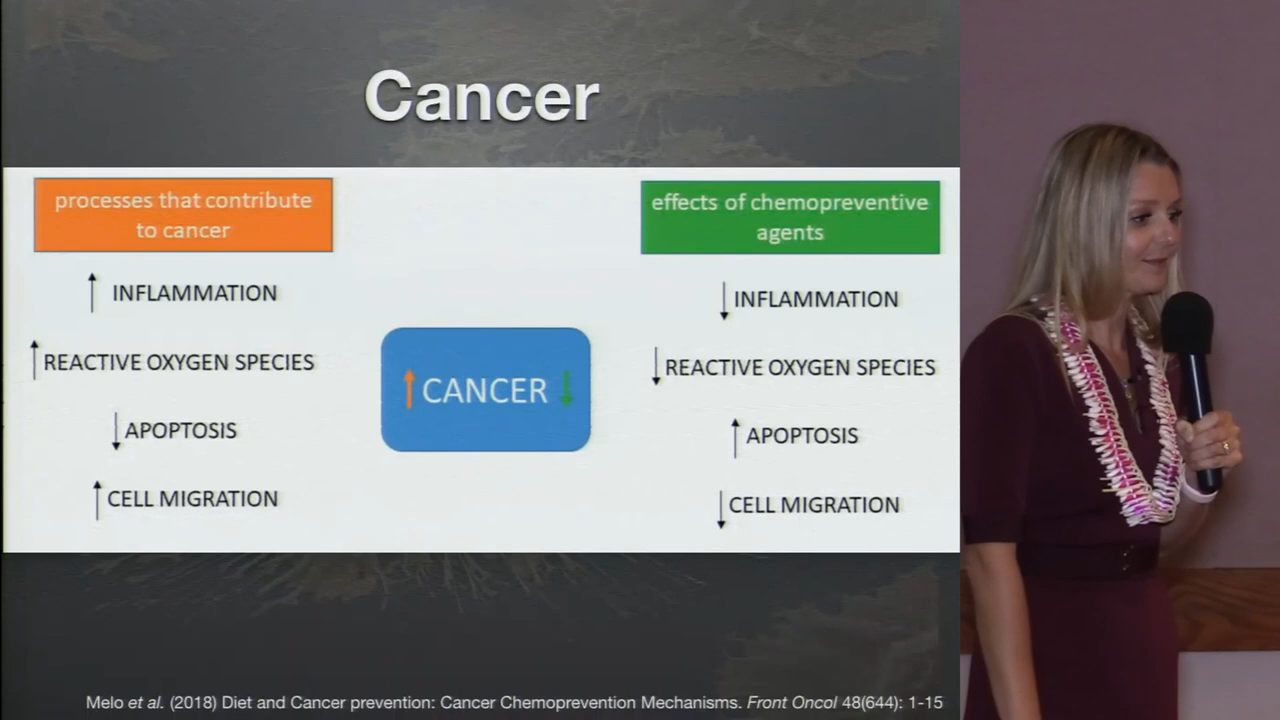 Cancer
processes that contribute
to cancer
↑ INFLAMMATION
↑ REACTIVE OXYGEN SPECIES
↓ APOPTOSIS
↑ CELL MIGRATION
↑ CANCER ↓
effects of chemopreventive
agents
↓ INFLAMMATION
↓ REACTIVE OXYGEN SPECIES
↑ APOPTOSIS
↓ CELL MIGRATION
Melo et al. (2018) Diet and Cancer prevention: Cancer Chemoprevention Mechanisms. Front Oncol 48(644): 1-15